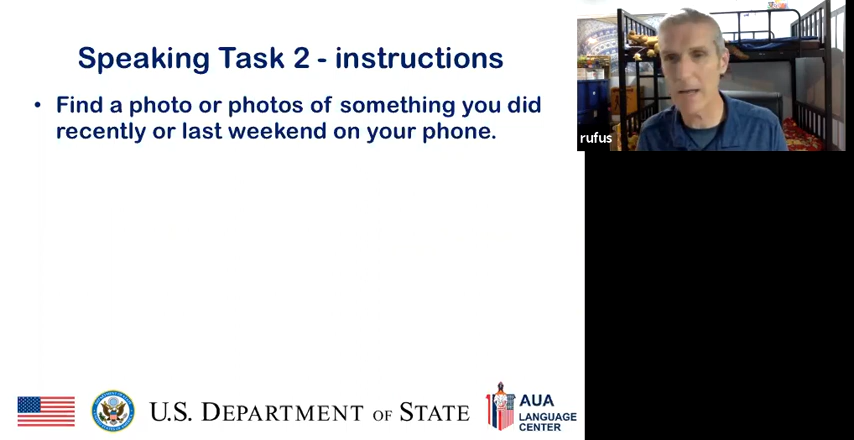 Speaking Task 2 - instructions
• Find a photo or photos of something you did
recently or last weekend on your phone.
rufus
U.S. DEPARTMENT OF STATE
AUA
LANGUAGE
CENTER